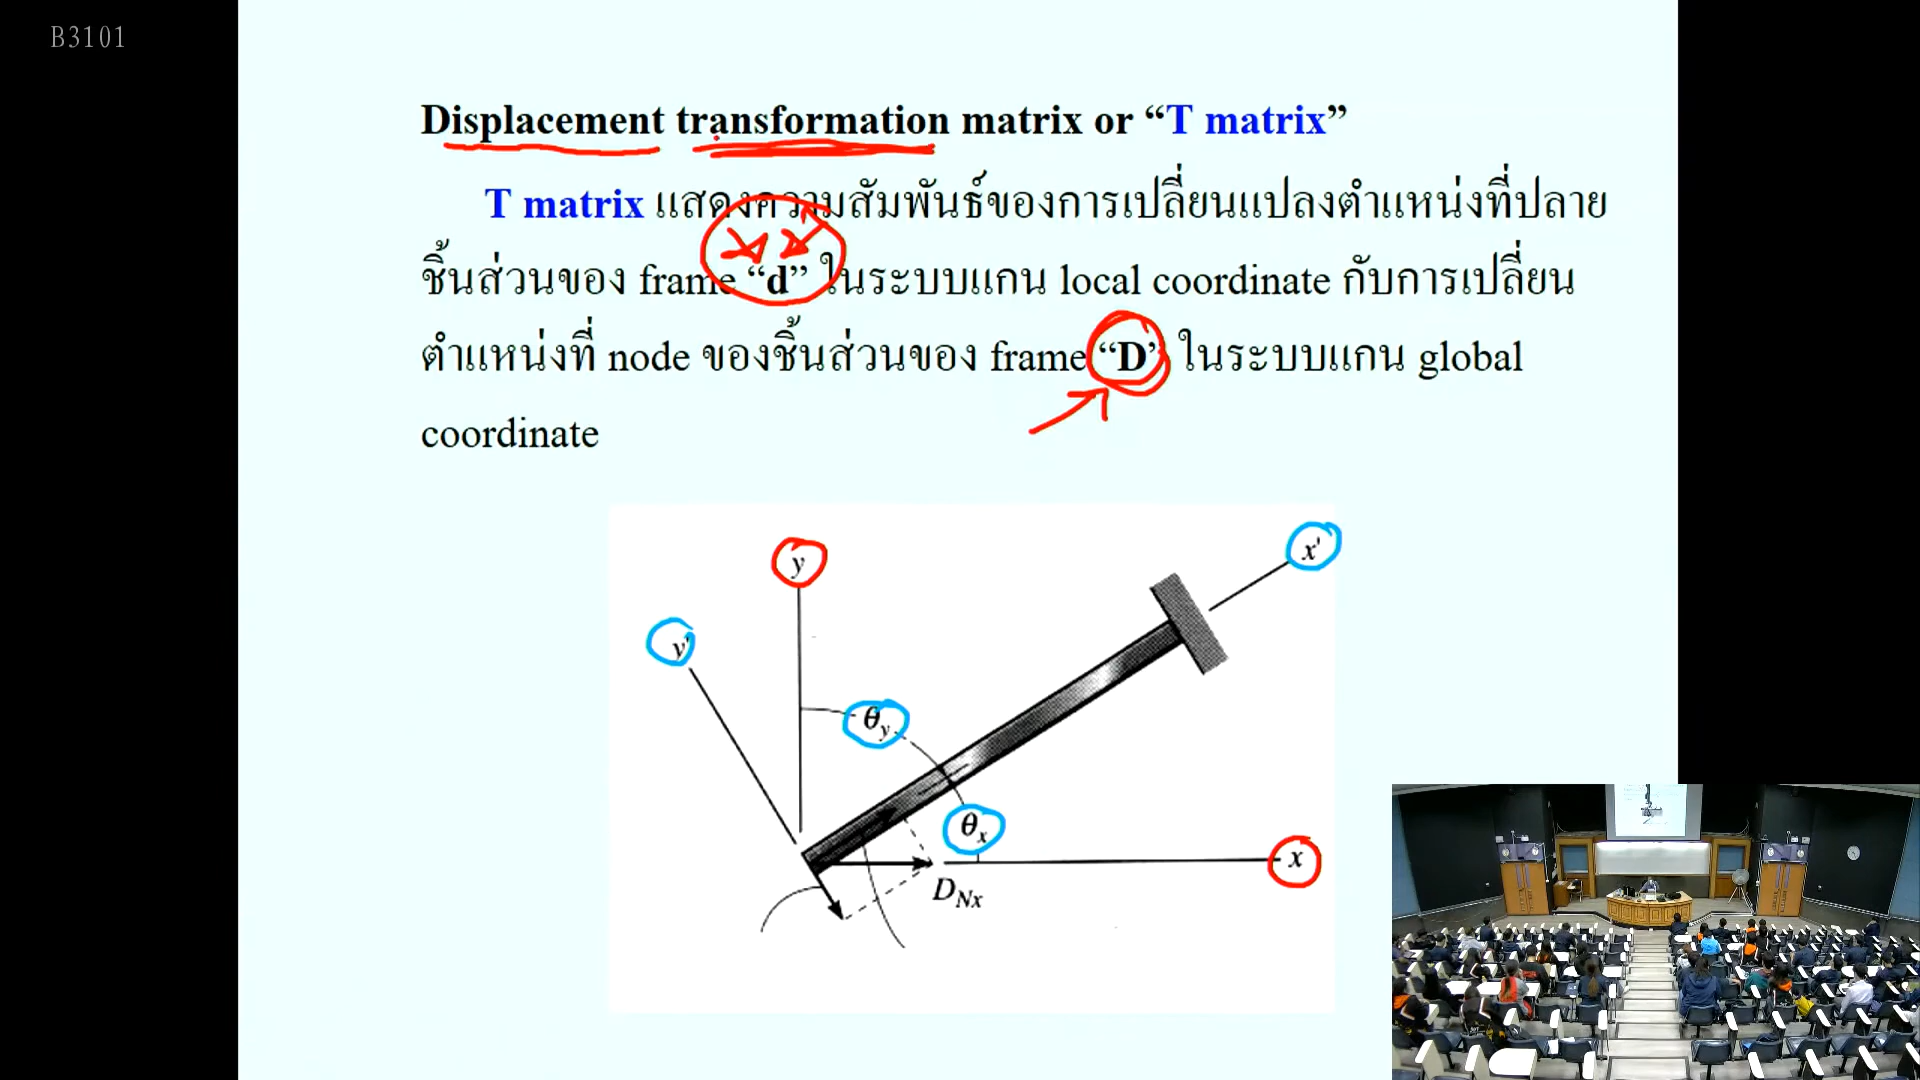 B3101
Displacement transformation matrix or “T matrix”
T matrix แสดงความสัมพันธ์ของการเปลี่ยนแปลงตำแหน่งที่ปลาย
ชิ้นส่วนของ frame “d” ในระบบแกน local coordinate กับการเปลี่ยน
ตำแหน่งที่ node ของชิ้นส่วนของ frame “D” ในระบบแกน global
coordinate
y
x'
y'
θy
θx
x
DNx